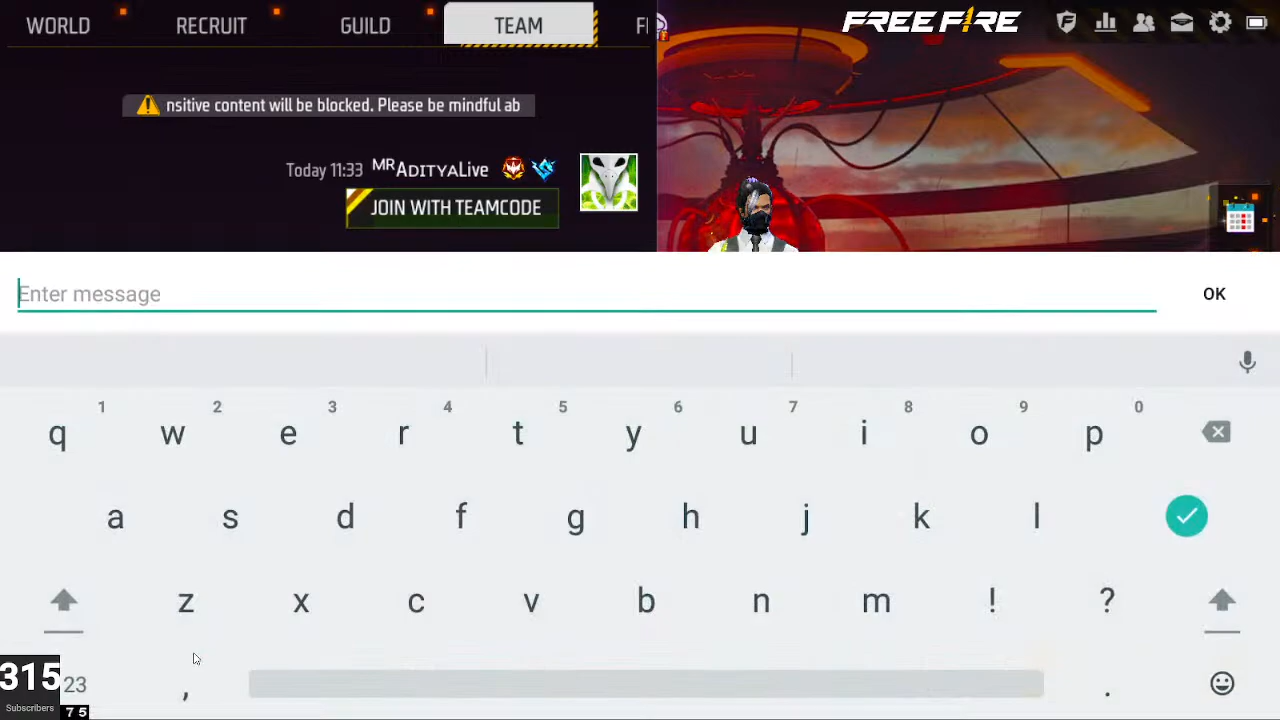 WORLD RECRUIT GUILD TEAM F
FREE FIRE
nsitive content will be blocked. Please be mindful ab
Today 11:33 MRADITYALIVE
JOIN WITH TEAMCODE
Enter message OK
1 2 3 4 5 6 7 8 9 0
q w e r t y u i o p
a s d f g h j k l
z x c v b n m ! ?
315 23 , .
Subscribers 75